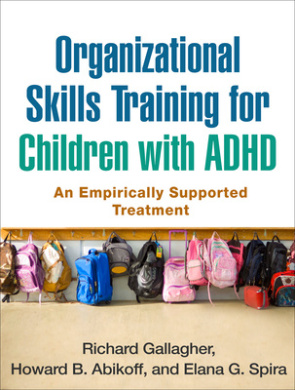 Organizational
Skills Training for
Children with ADHD
An Empirically Supported
Treatment
Richard Gallagher,
Howard B. Abikoff, and Elana G. Spira